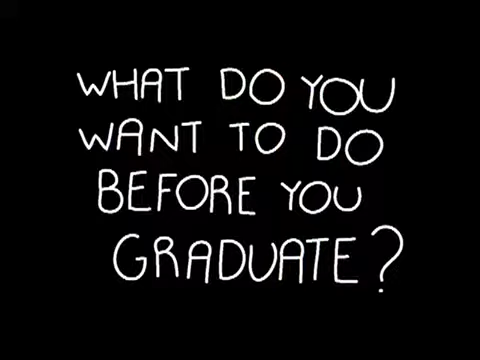 WHAT DO YOU
WANT TO DO
BEFORE YOU
GRADUATE?